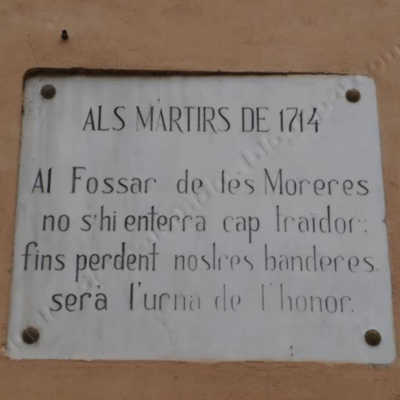 ALS MÀRTIRS DE 1714
Al Fossar de les Moreres
no s'hi enterra cap traidor;
fins perdent nostres banderes
serà l'urna de l'honor.